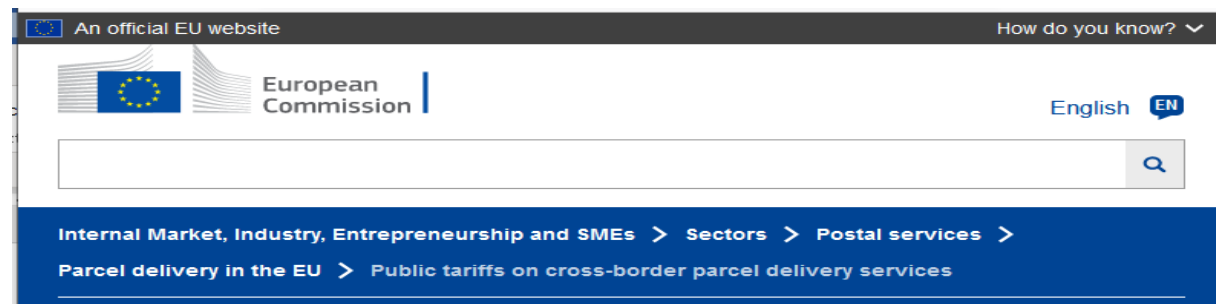 An official EU website How do you know?
European
Commission
English EN
Internal Market, Industry, Entrepreneurship and SMEs > Sectors > Postal services >
Parcel delivery in the EU > Public tariffs on cross-border parcel delivery services